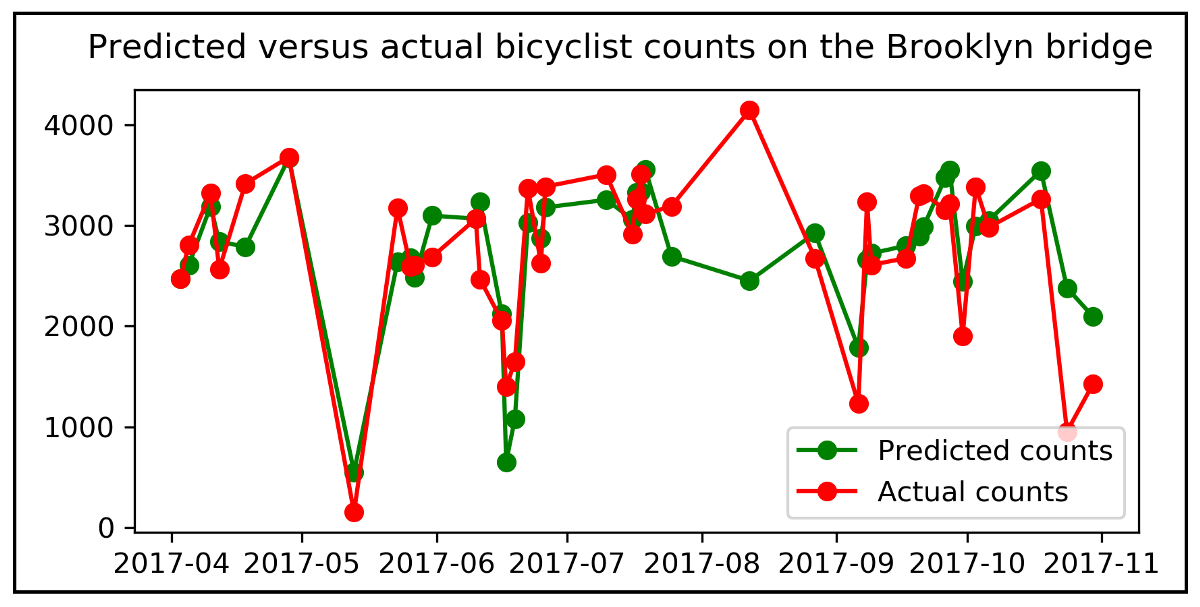 Predicted versus actual bicyclist counts on the Brooklyn bridge
4000
3000
2000
1000
0
Predicted counts
Actual counts
2017-04 2017-05 2017-06 2017-07 2017-08 2017-09 2017-10 2017-11